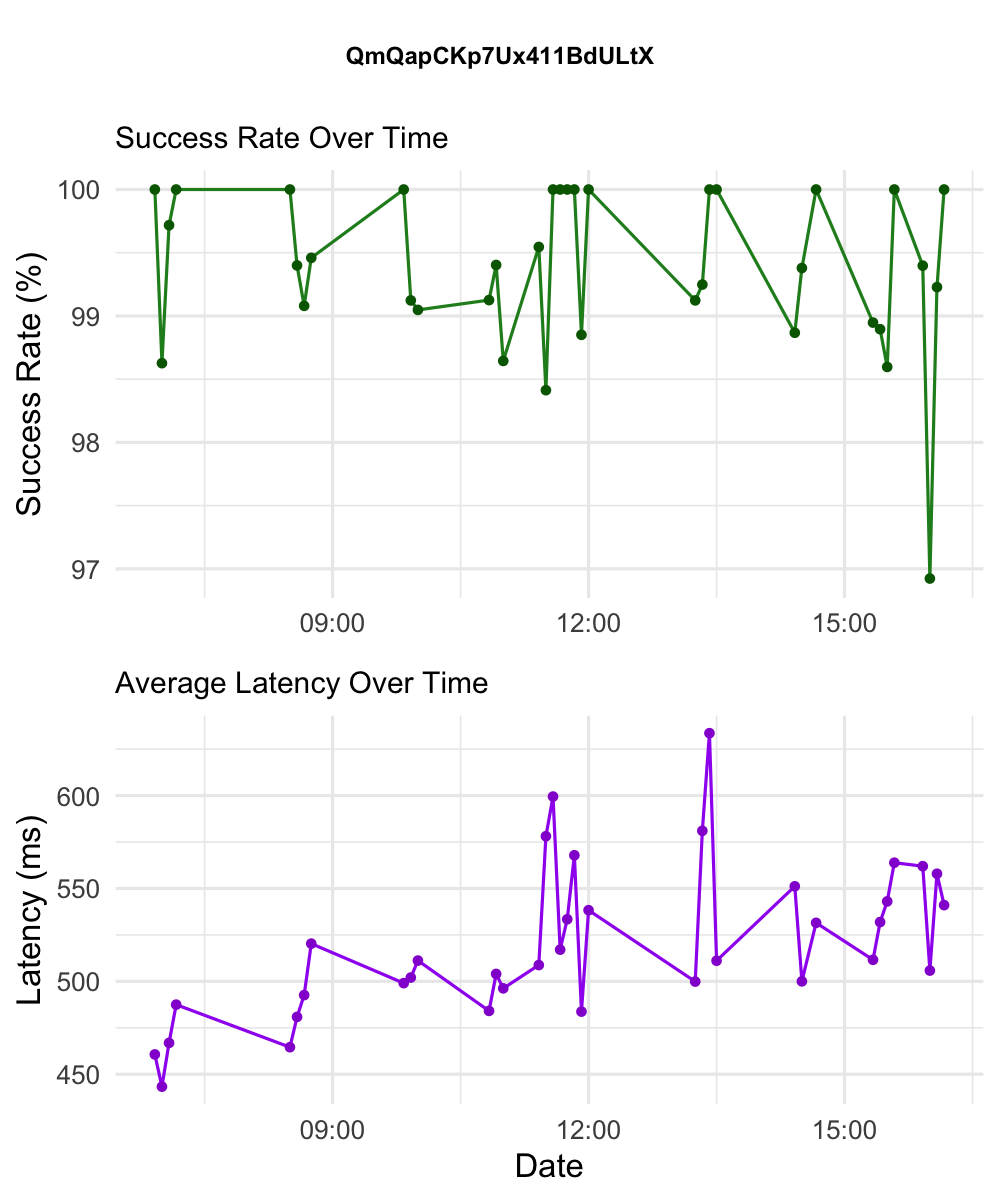 QmQapCKp7Ux411BdULtX
Success Rate Over Time
Success Rate (%)
100
99
98
97
09:00 12:00 15:00
Average Latency Over Time
Latency (ms)
600
550
500
450
09:00 12:00 15:00
Date